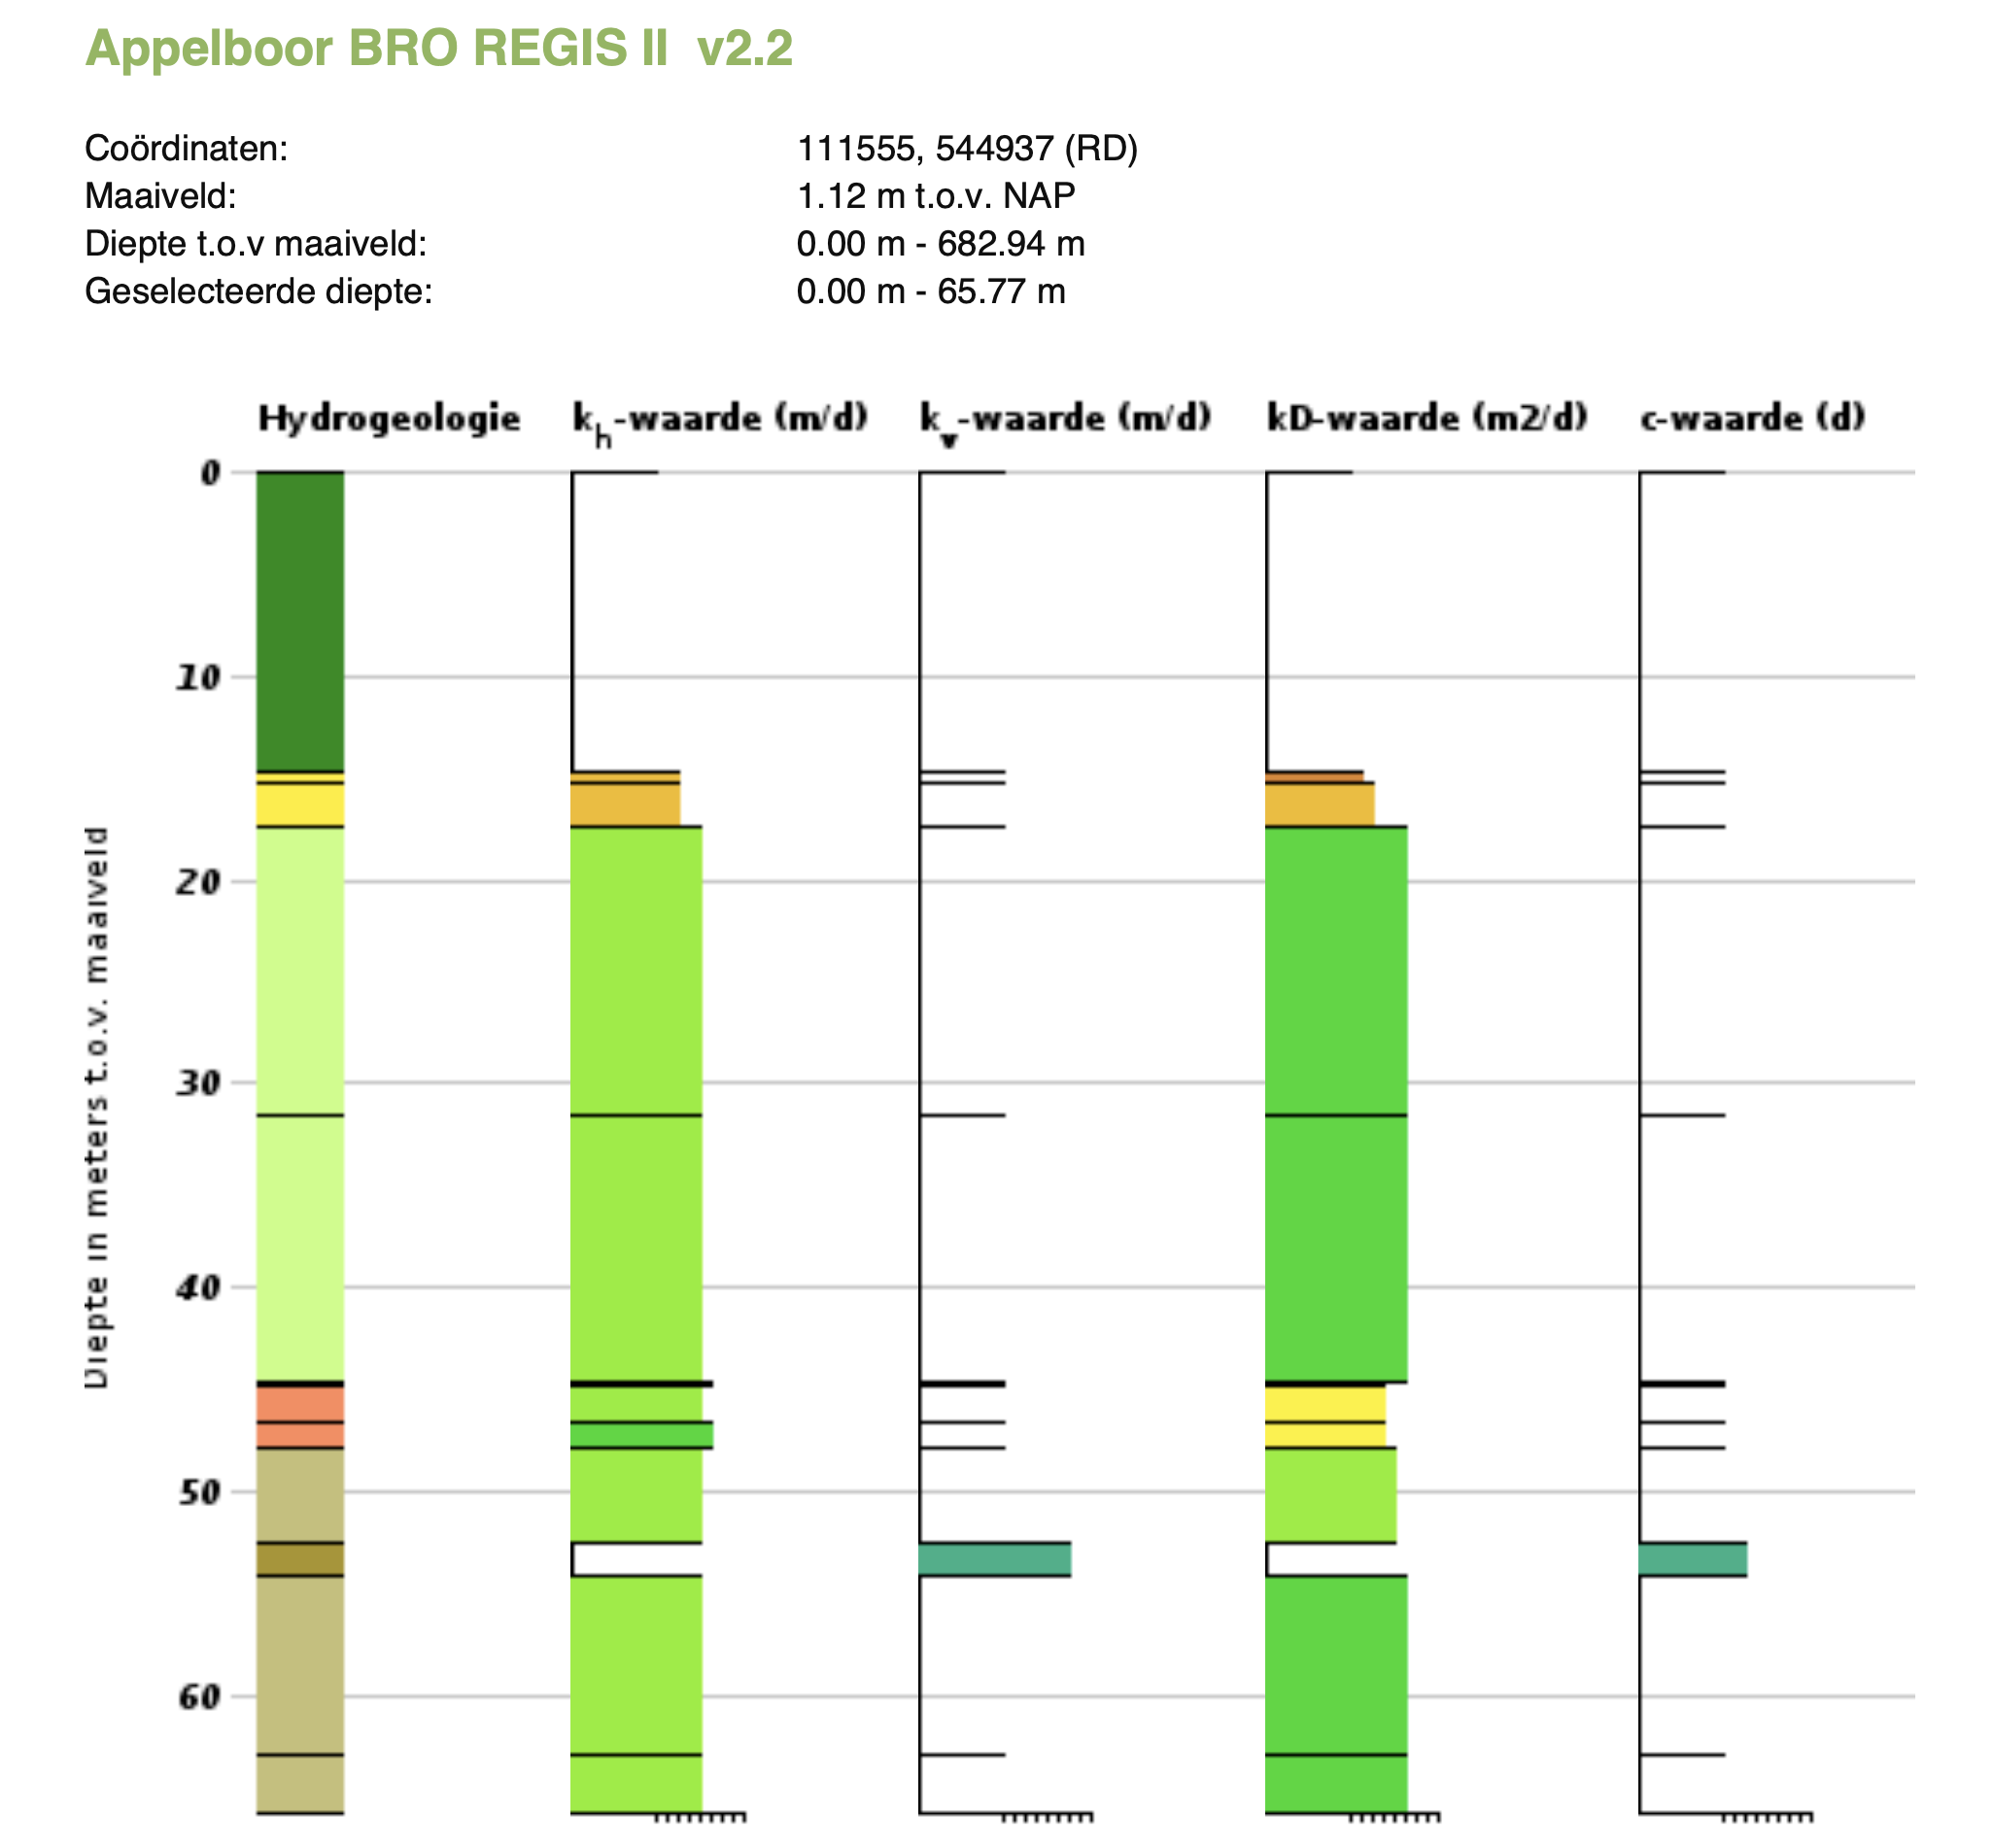 Appelboor BRO REGIS II v2.2
Coördinaten: 111555, 544937 (RD)
Maaiveld: 1.12 m t.o.v. NAP
Diepte t.o.v maaiveld: 0.00 m - 682.94 m
Geselecteerde diepte: 0.00 m - 65.77 m
Hydrogeologie kh-waarde (m/d) kv-waarde (m/d) kD-waarde (m2/d) c-waarde (d)
0
10
20
30
40
50
60
Diepte in meters t.o.v. maaiveld